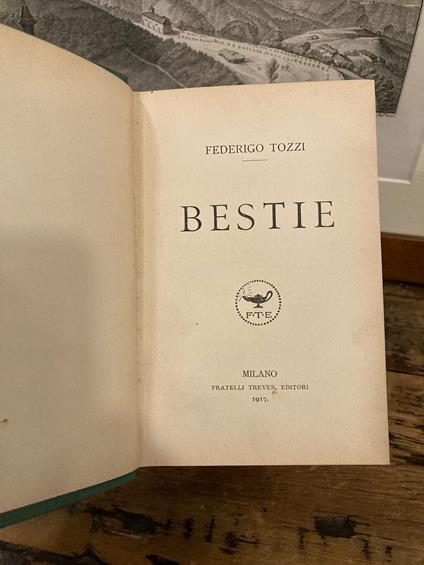 FEDERIGO TOZZI
BESTIE
F·T·E
MILANO
FRATELLI TREVES, EDITORI
1917.